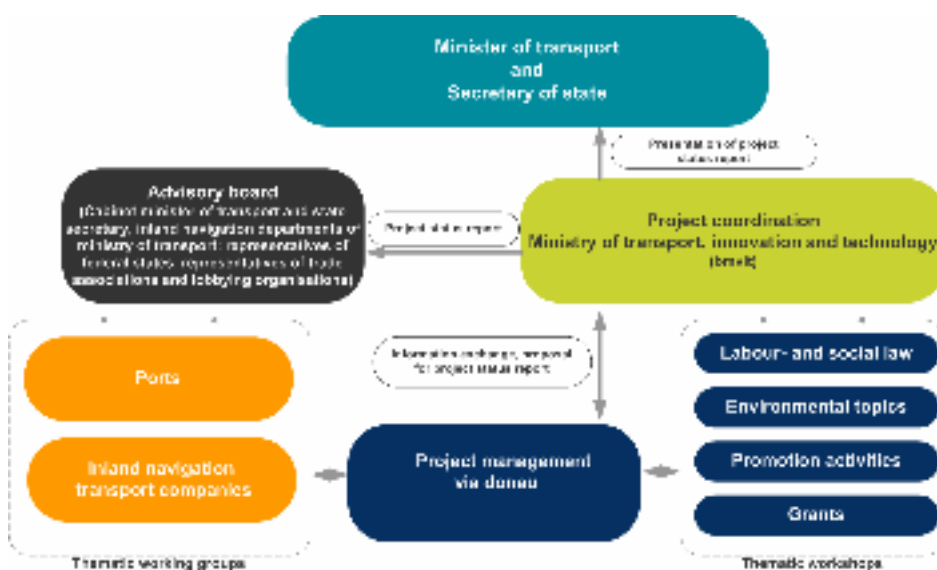 Minister of transport
and
Secretary of state
Presentation of project
status report
Advisory board
(Cabinet minister of transport and state
secretary, inland navigation departments of
ministry of transport; representatives of
federal states, representatives of trade
associations and lobbying organisations)
Project status report
Project coordination
Ministry of transport, innovation and technology
(bmvit)
Information exchange, proposal
for project status report
Ports
Inland navigation
transport companies
Project management
via donau
Labour- and social law
Environmental topics
Promotion activities
Grants
Thematic working groups
Thematic workshops